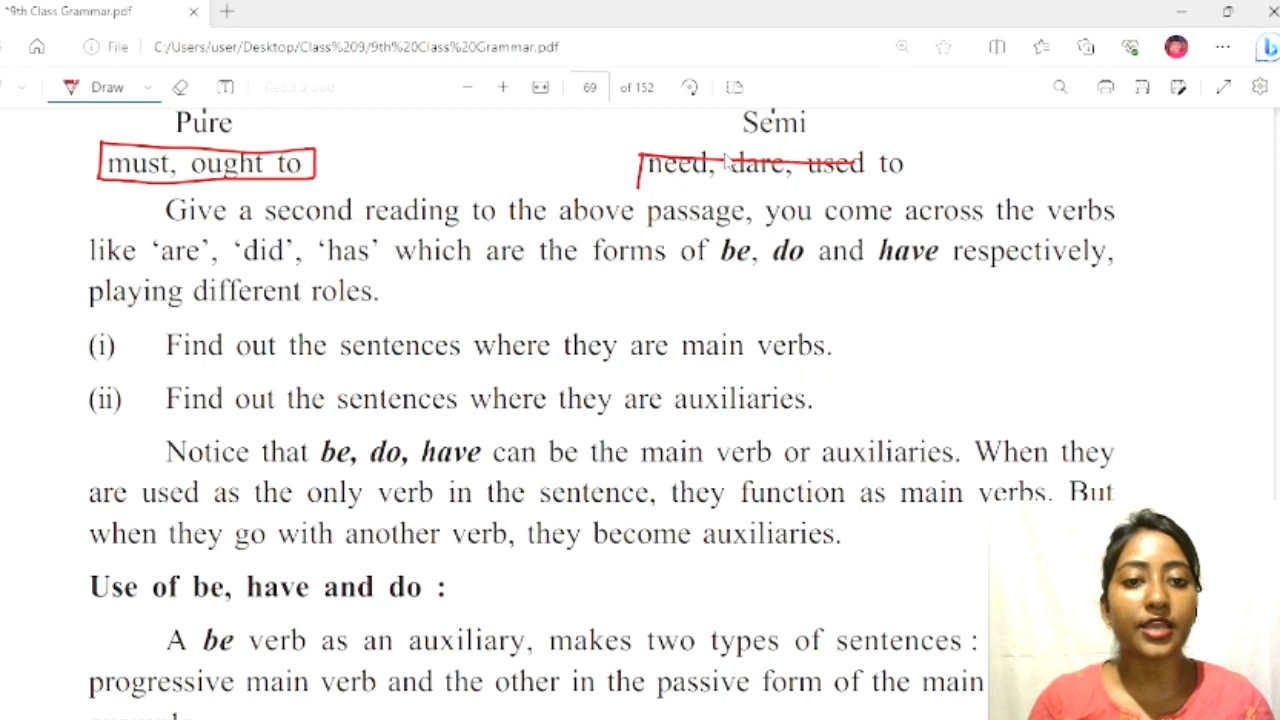 *9th Class Grammar.pdf
File C:/Users/user/Desktop/Class%209/9th%20Class%20Grammar.pdf
Draw Read aloud 69 of 152
Pure Semi
must, ought to need, dare, used to
Give a second reading to the above passage, you come across the verbs
like ‘are’, ‘did’, ‘has’ which are the forms of be, do and have respectively,
playing different roles.
(i) Find out the sentences where they are main verbs.
(ii) Find out the sentences where they are auxiliaries.
Notice that be, do, have can be the main verb or auxiliaries. When they
are used as the only verb in the sentence, they function as main verbs. But
when they go with another verb, they become auxiliaries.
Use of be, have and do :
A be verb as an auxiliary, makes two types of sentences :
progressive main verb and the other in the passive form of the main